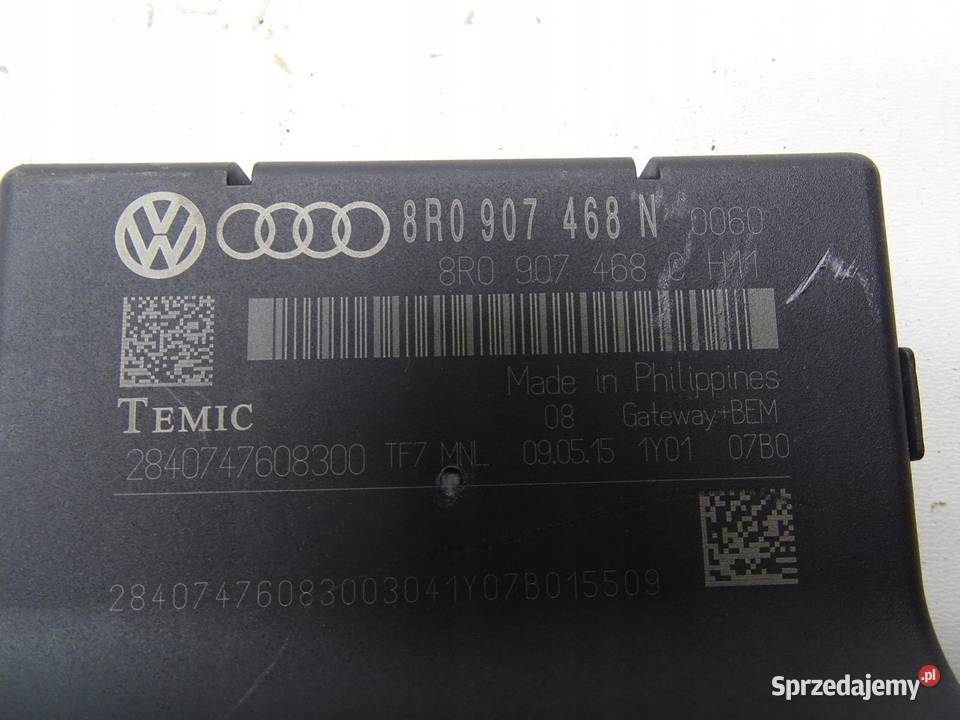 8R0 907 468 N 0060
8R0 907 468 H11
Made in Philippines
TEMIC
08 Gateway+BEM
2840747608300 TF7 MNL 09.05.15 1Y01 07B0
28407476083003041Y07B015509
Sprzedajemy.pl